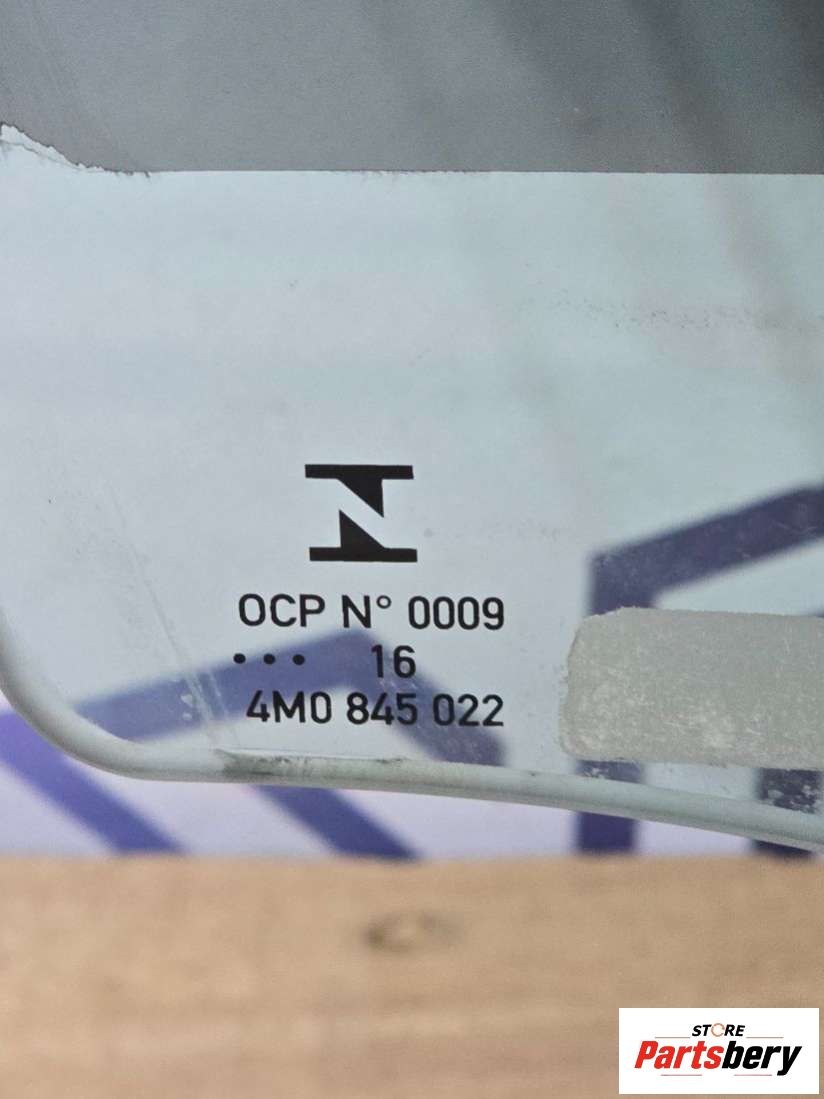 OCP N° 0009
••• 16
4M0 845 022
STORE
Partsbery